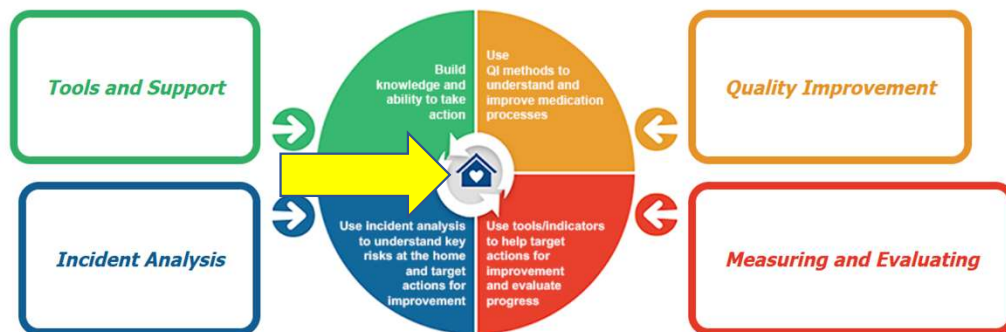 Tools and Support
Build
knowledge and
ability to take
action
Use
QI methods to
understand and
improve medication
processes
Quality Improvement
Incident Analysis
Use incident analysis
to understand key
risks at the home
and target
actions for
improvement
Use tools/indicators
to help target
actions for
improvement
and evaluate
progress
Measuring and Evaluating